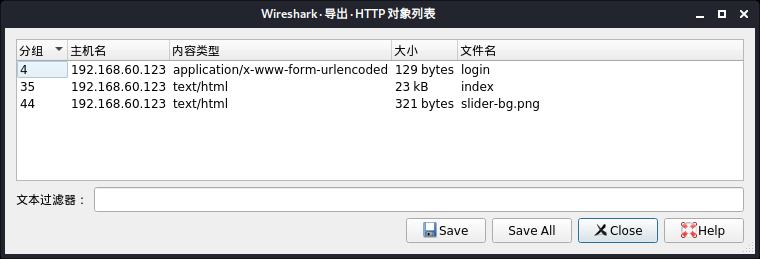 Wireshark · 导出 · HTTP 对象列表
分组 主机名 内容类型 大小 文件名
4 192.168.60.123 application/x-www-form-urlencoded 129 bytes login
35 192.168.60.123 text/html 23 kB index
44 192.168.60.123 text/html 321 bytes slider-bg.png
文本过滤器：
Save Save All Close Help